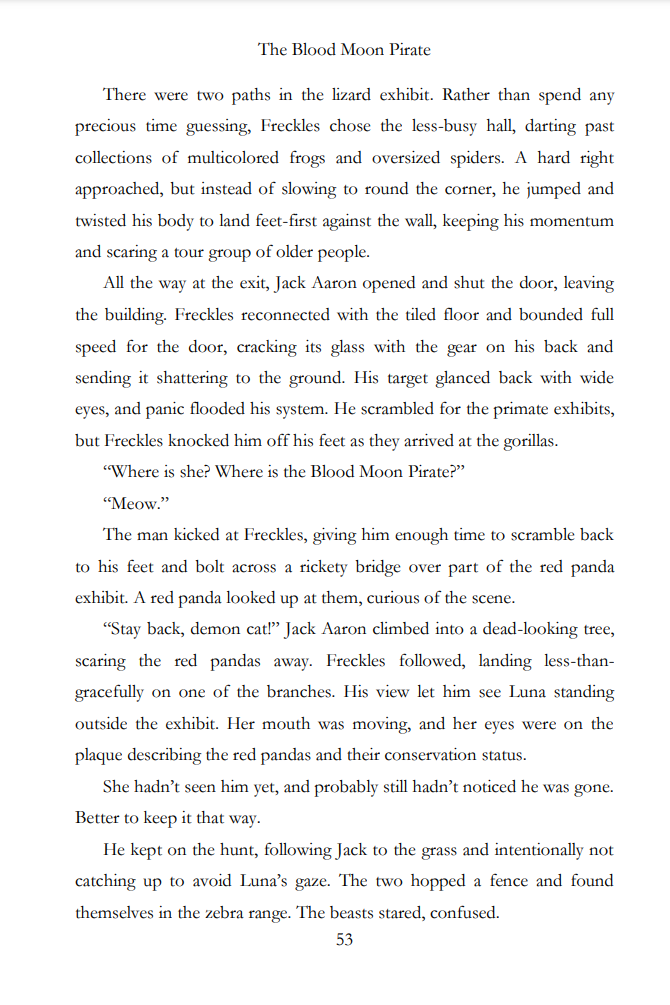 The Blood Moon Pirate
There were two paths in the lizard exhibit. Rather than spend any
precious time guessing, Freckles chose the less-busy hall, darting past
collections of multicolored frogs and oversized spiders. A hard right
approached, but instead of slowing to round the corner, he jumped and
twisted his body to land feet-first against the wall, keeping his momentum
and scaring a tour group of older people.
All the way at the exit, Jack Aaron opened and shut the door, leaving
the building. Freckles reconnected with the tiled floor and bounded full
speed for the door, cracking its glass with the gear on his back and
sending it shattering to the ground. His target glanced back with wide
eyes, and panic flooded his system. He scrambled for the primate exhibits,
but Freckles knocked him off his feet as they arrived at the gorillas.
“Where is she? Where is the Blood Moon Pirate?”
“Meow.”
The man kicked at Freckles, giving him enough time to scramble back
to his feet and bolt across a rickety bridge over part of the red panda
exhibit. A red panda looked up at them, curious of the scene.
“Stay back, demon cat!” Jack Aaron climbed into a dead-looking tree,
scaring the red pandas away. Freckles followed, landing less-than-
gracefully on one of the branches. His view let him see Luna standing
outside the exhibit. Her mouth was moving, and her eyes were on the
plaque describing the red pandas and their conservation status.
She hadn’t seen him yet, and probably still hadn’t noticed he was gone.
Better to keep it that way.
He kept on the hunt, following Jack to the grass and intentionally not
catching up to avoid Luna’s gaze. The two hopped a fence and found
themselves in the zebra range. The beasts stared, confused.
53